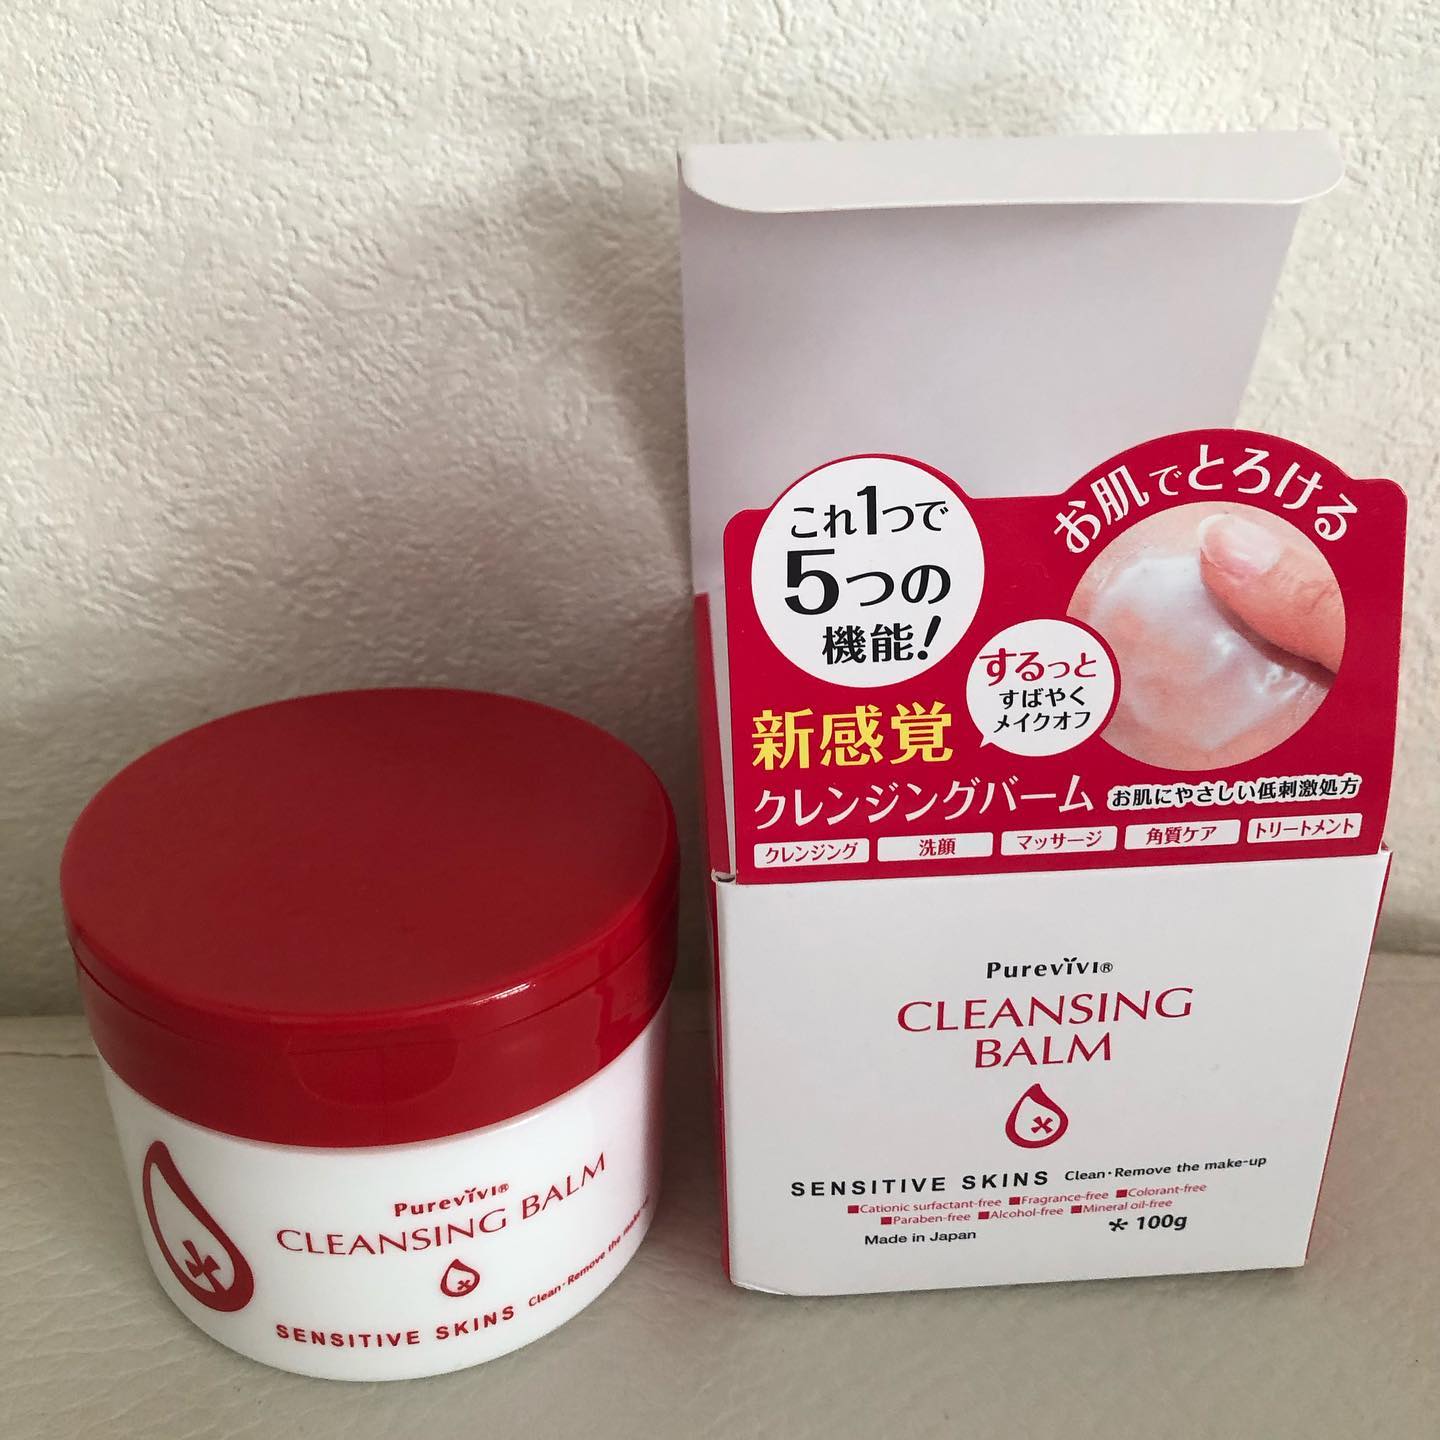 これ1つで
5つの
機能!
お肌でとろける
するっと
すばやく
メイクオフ
新感覚
クレンジングバーム お肌にやさしい低刺激処方
クレンジング 洗顔 マッサージ 角質ケア トリートメント
Purevivi®
CLEANSING
BALM
SENSITIVE SKINS Clean・Remove the make-up
■Cationic surfactant-free ■Fragrance-free ■Colorant-free
■Paraben-free ■Alcohol-free ■Mineral oil-free
Made in Japan
100g
Purevivi®
CLEANSING BALM
SENSITIVE SKINS Clean・Remove the make-up